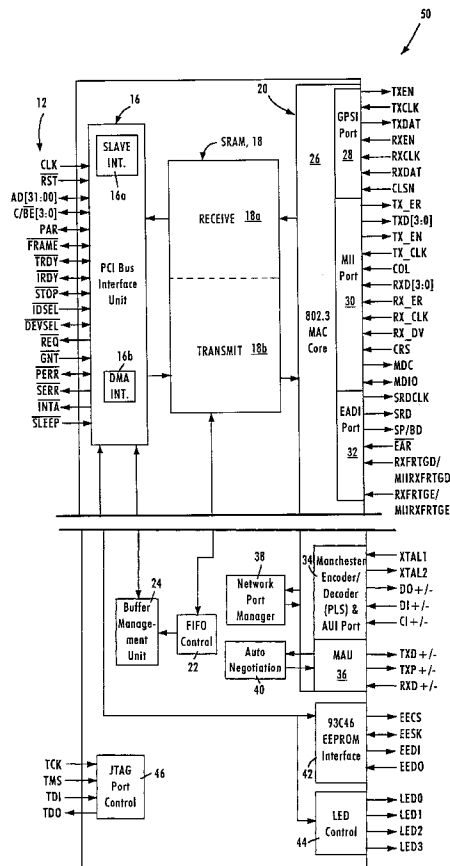 50
12
16
20
SLAVE
INT.
16a
SRAM, 18
RECEIVE 18a
TRANSMIT 18b
PCI Bus
Interface
Unit
16b
DMA
INT.
26
802.3
MAC
Core
GPSI
Port
28
MII
Port
30
EADI
Port
32
CLK
RST
AD[31:00]
C/BE[3:0]
PAR
FRAME
TRDY
IRDY
STOP
IDSEL
DEVSEL
REQ
GNT
PERR
SERR
INTA
SLEEP
TXEN
TXCLK
TXDAT
RXEN
RXCLK
RXDAT
CLSN
TX_ER
TXD[3:0]
TX_EN
TX_CLK
COL
RXD[3:0]
RX_ER
RX_CLK
RX_DV
CRS
MDC
MDIO
SRDCLK
SRD
SP/BD
EAR
RXFRTGD/
MIIRXFRTGD
RXFRTGE/
MIIRXFRTGE
24
Buffer
Manage-
ment
Unit
FIFO
Control
22
38
Network
Port
Manager
Auto
Negotiation
40
34
Manchester
Encoder/
Decoder
(PLS) &
AUI Port
MAU
36
93C46
EEPROM
Interface
42
LED
Control
44
JTAG
Port
Control
46
TCK
TMS
TDI
TDO
XTAL1
XTAL2
DO+/-
DI+/-
CI+/-
TXD+/-
TXP+/-
RXD+/-
EECS
EESK
EEDI
EEDO
LED0
LED1
LED2
LED3